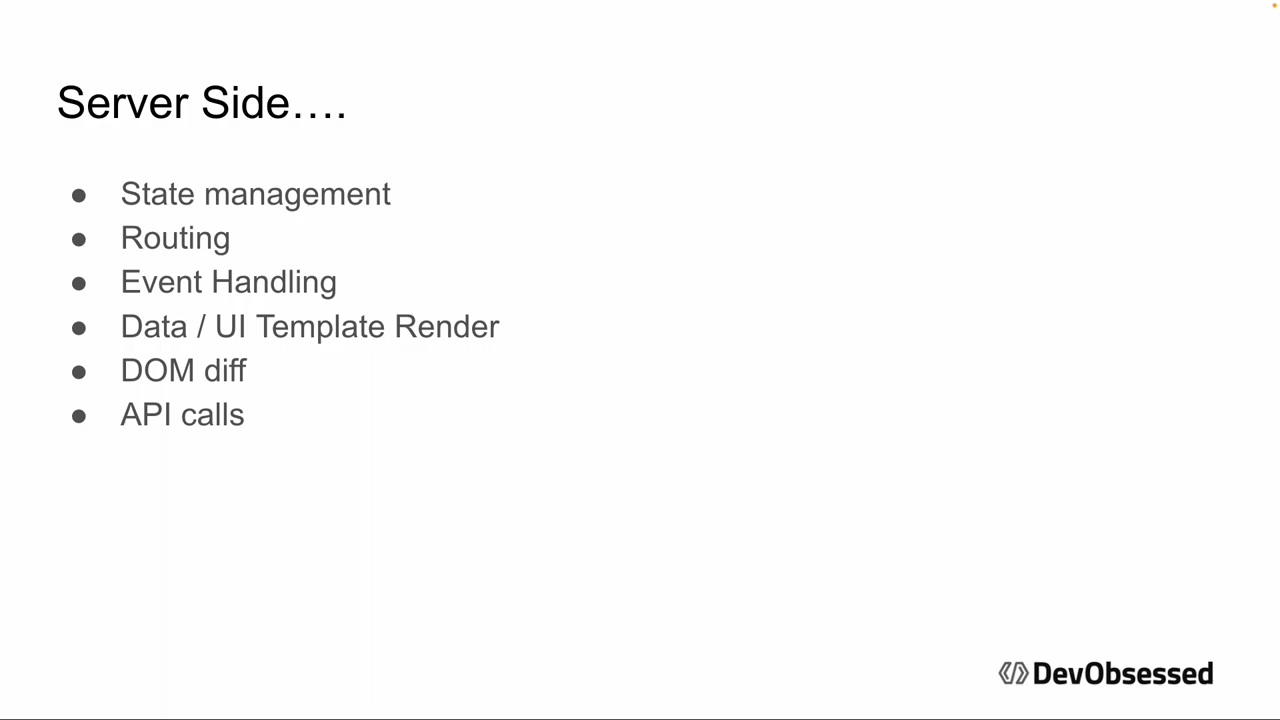 Server Side….
● State management
● Routing
● Event Handling
● Data / UI Template Render
● DOM diff
● API calls
</> DevObsessed